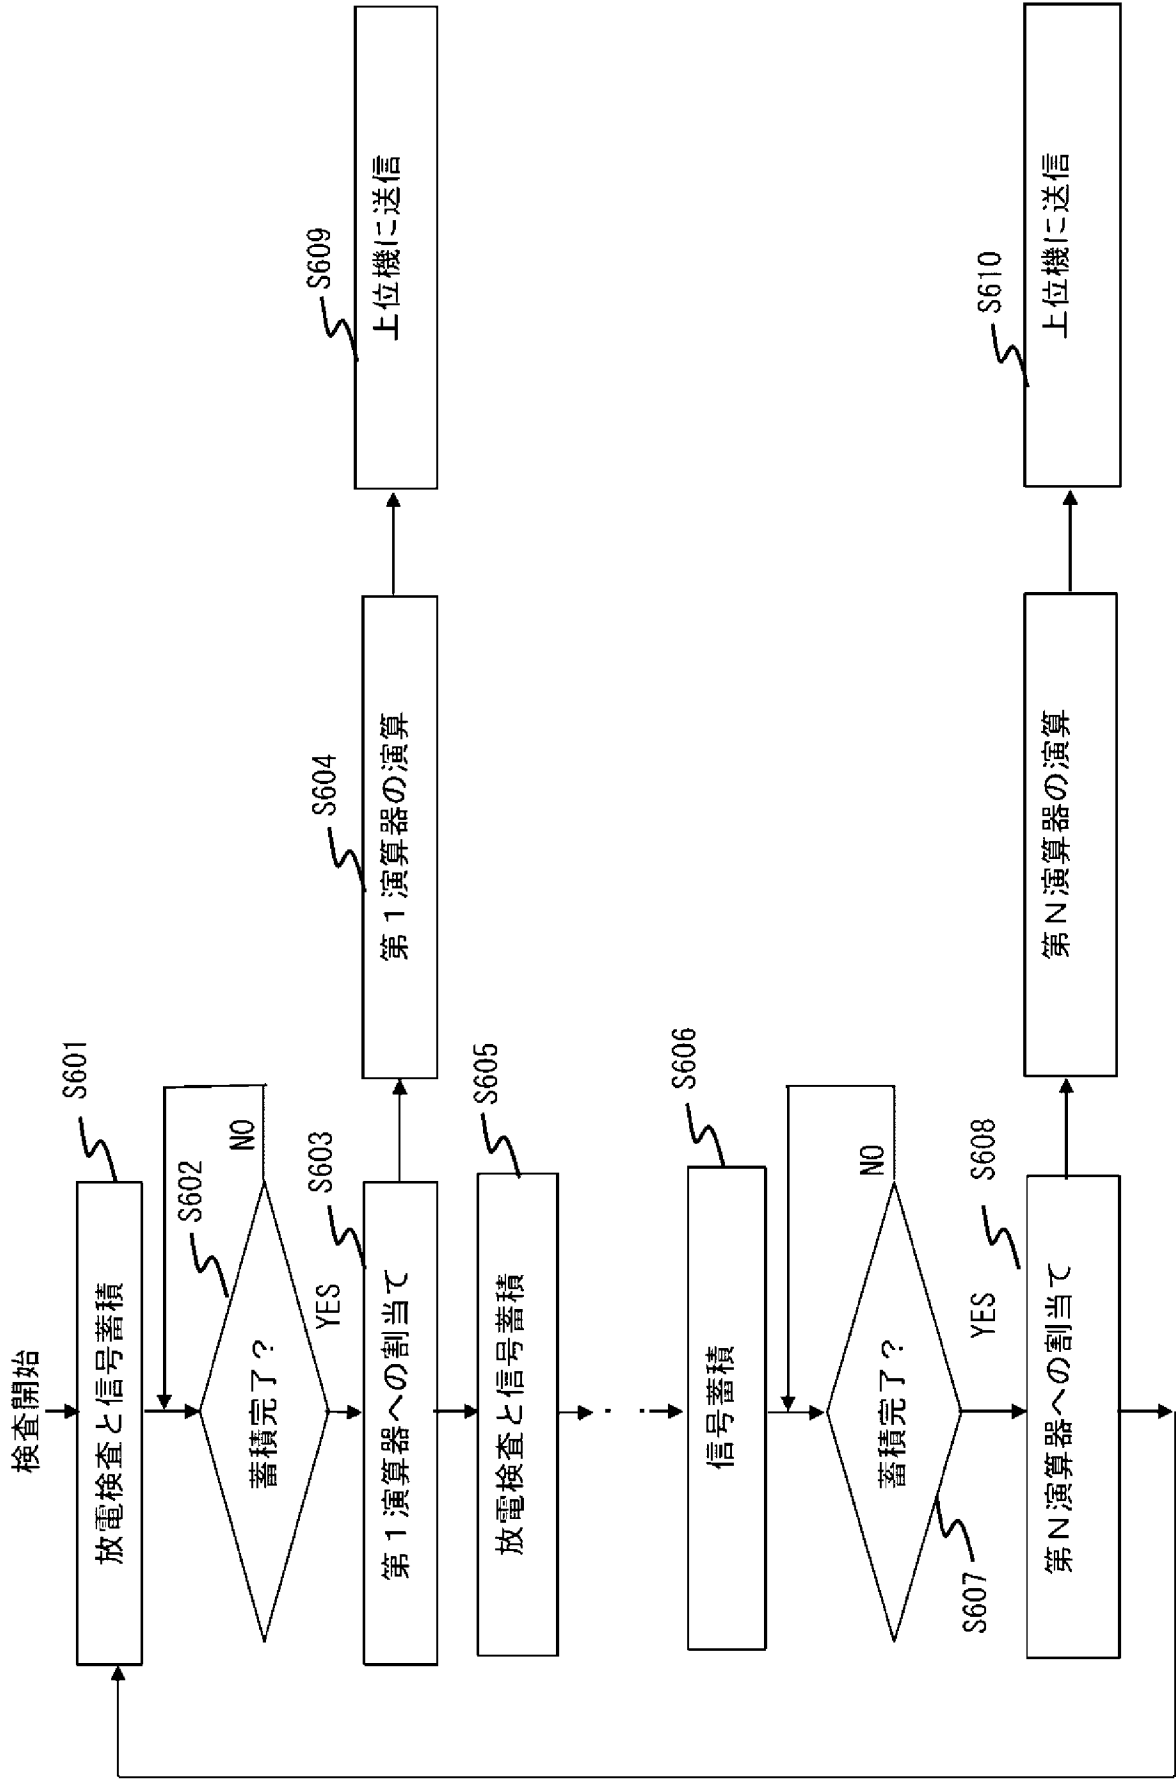 検査開始
S601
放電検査と信号蓄積
S602
蓄積完了？
NO
YES
S603
第１演算器への割当て
S604
第１演算器の演算
S609
上位機に送信
S605
放電検査と信号蓄積
S606
信号蓄積
S607
蓄積完了？
NO
YES
S608
第Ｎ演算器への割当て
第Ｎ演算器の演算
S610
上位機に送信